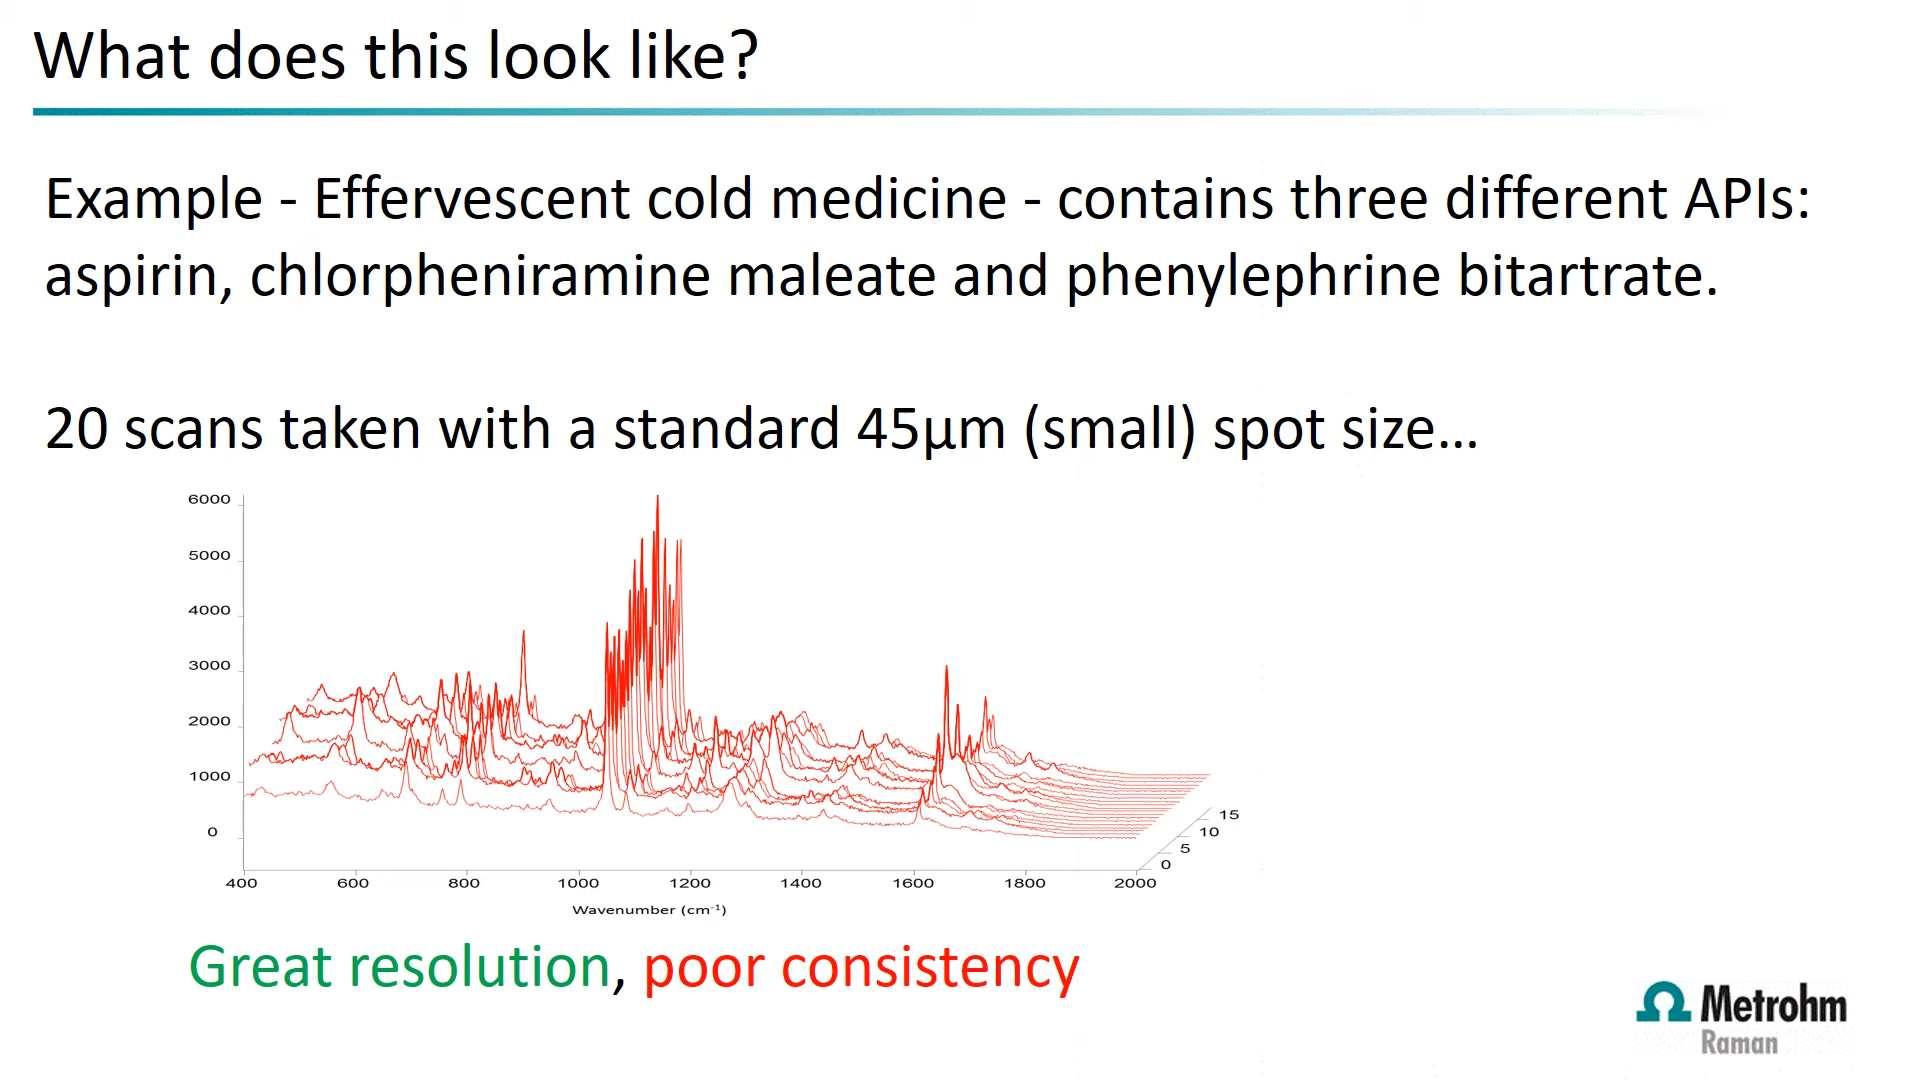 What does this look like?
Example - Effervescent cold medicine - contains three different APIs:
aspirin, chlorpheniramine maleate and phenylephrine bitartrate.
20 scans taken with a standard 45µm (small) spot size…
6000
5000
4000
3000
2000
1000
0
15
10
5
0
400 600 800 1000 1200 1400 1600 1800 2000
Wavenumber (cm⁻¹)
Great resolution, poor consistency
Metrohm
Raman